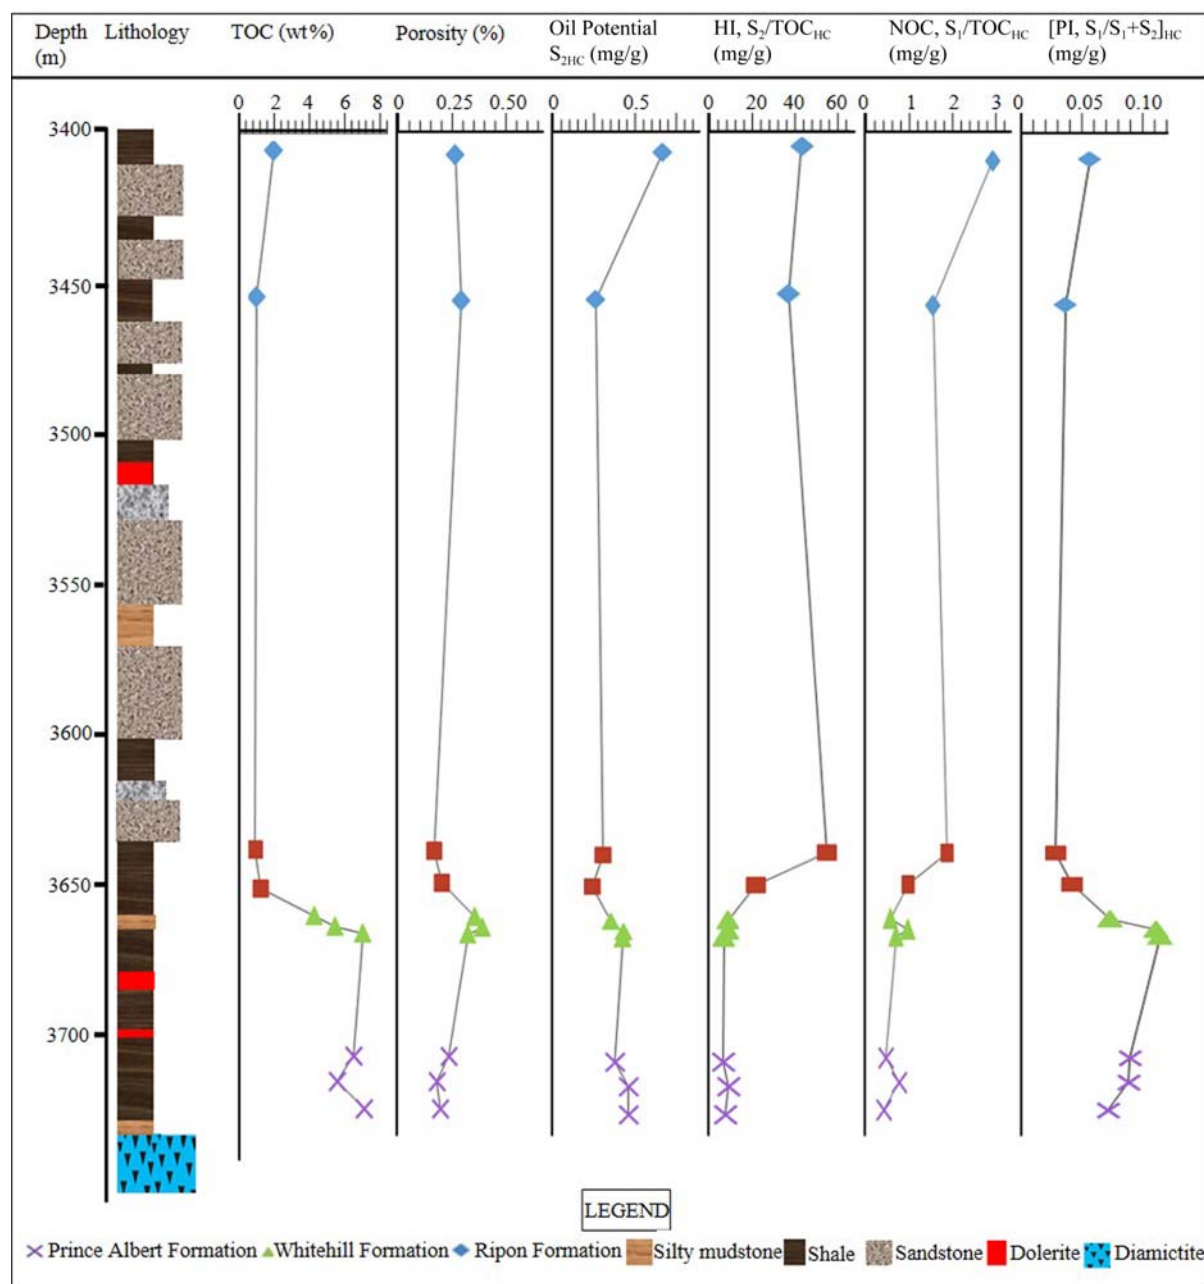 Depth Lithology TOC (wt%) Porosity (%) Oil Potential HI, S₂/TOC_HC NOC, S₁/TOC_HC [PI, S₁/S₁+S₂]_HC
(m) S₂HC (mg/g) (mg/g) (mg/g) (mg/g)
0 2 4 6 8 0 0.25 0.50 0 0.5 0 20 40 60 0 1 2 3 0 0.05 0.10
3400
3450
3500
3550
3600
3650
3700
LEGEND
Prince Albert Formation Whitehill Formation Ripon Formation Silty mudstone Shale Sandstone Dolerite Diamictite